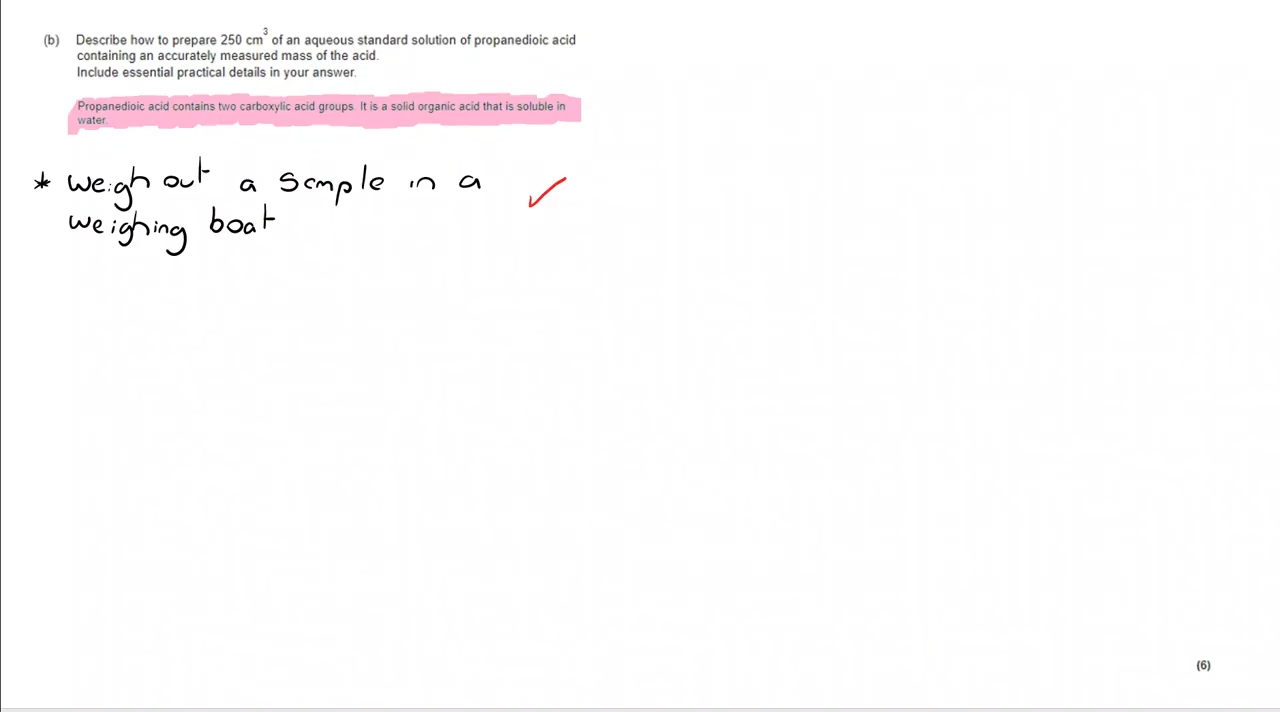 (b) Describe how to prepare 250 cm³ of an aqueous standard solution of propanedioic acid
containing an accurately measured mass of the acid.
Include essential practical details in your answer.
Propanedioic acid contains two carboxylic acid groups. It is a solid organic acid that is soluble in
water.
* weigh out a sample in a
weighing boat
(6)